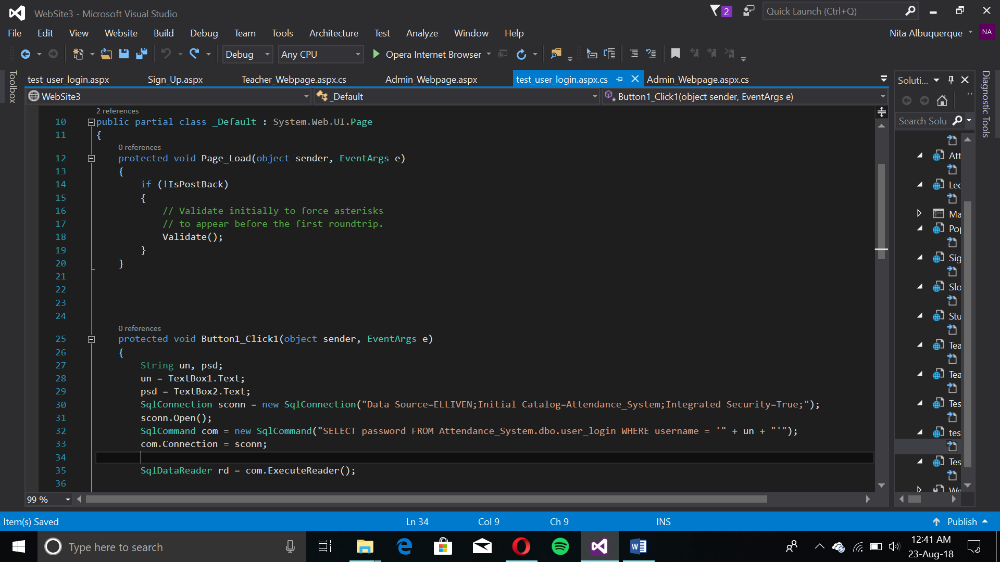 WebSite3 - Microsoft Visual Studio
2
Quick Launch (Ctrl+Q)
File Edit View Website Build Debug Team Tools Architecture Test Analyze Window Help
Nita Albuquerque NA
Debug Any CPU Opera Internet Browser
Toolbox
test_user_login.aspx Sign_Up.aspx Teacher_Webpage.aspx.cs Admin_Webpage.aspx test_user_login.aspx.cs Admin_Webpage.aspx.cs
WebSite3 _Default Button1_Click1(object sender, EventArgs e)
2 references
10 public partial class _Default : System.Web.UI.Page
11 {
0 references
12 protected void Page_Load(object sender, EventArgs e)
13 {
14 if (!IsPostBack)
15 {
16 // Validate initially to force asterisks
17 // to appear before the first roundtrip.
18 Validate();
19 }
20 }
21
22
23
24
0 references
25 protected void Button1_Click1(object sender, EventArgs e)
26 {
27 String un, psd;
28 un = TextBox1.Text;
29 psd = TextBox2.Text;
30 SqlConnection sconn = new SqlConnection("Data Source=ELLIVEN;Initial Catalog=Attendance_System;Integrated Security=True;");
31 sconn.Open();
32 SqlCommand com = new SqlCommand("SELECT password FROM Attendance_System.dbo.user_login WHERE username = '" + un + "'");
33 com.Connection = sconn;
34
35 SqlDataReader rd = com.ExecuteReader();
36
99 %
Soluti...
Search Solu
Att
Lec
Ma
Pop
Sig
Slo
Stu
Tea
Tea
Tes
tes
Tes
We
Diagnostic Tools
Item(s) Saved Ln 34 Col 9 Ch 9 INS Publish
Type here to search
12:41 AM
23-Aug-18